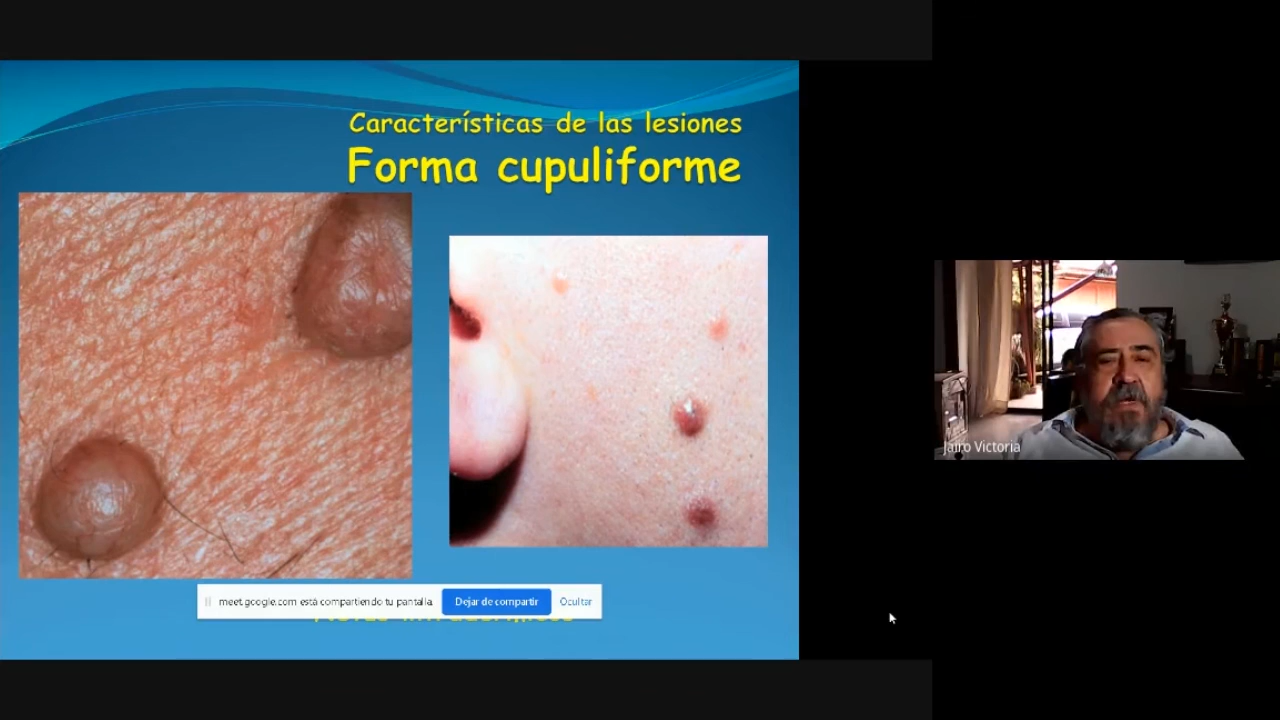 Características de las lesiones
Forma cupuliforme
meet.google.com está compartiendo tu pantalla.
Dejar de compartir
Ocultar
Jairo Victoria